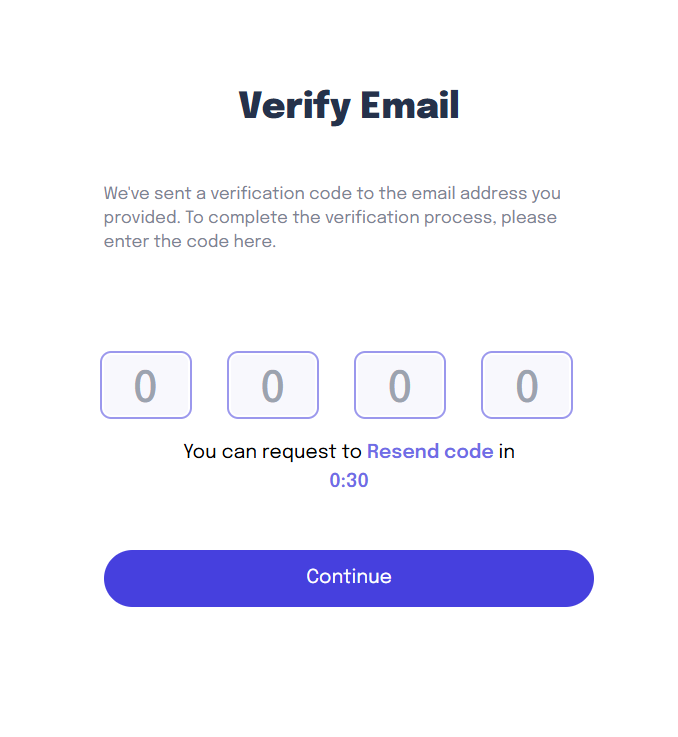 Verify Email
We've sent a verification code to the email address you
provided. To complete the verification process, please
enter the code here.
0 0 0 0
You can request to Resend code in
0:30
Continue